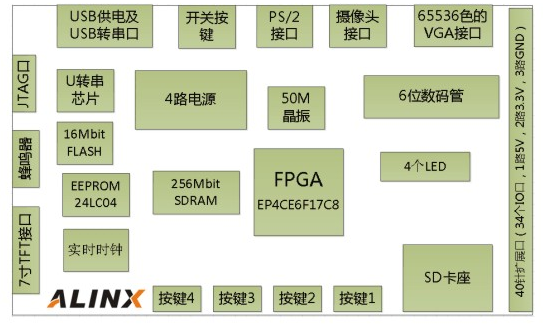 USB供电及
USB转串口
开关按
键
PS/2
接口
摄像头
接口
65536色的
VGA接口
JTAG口
U转串
芯片
4路电源
50M
晶振
6位数码管
16Mbit
FLASH
蜂鸣器
EEPROM
24LC04
256Mbit
SDRAM
FPGA
EP4CE6F17C8
4个LED
7寸TFT接口
实时时钟
SD卡座
ALINX
按键4
按键3
按键2
按键1
40针扩展口（34个IO口，1路5V，2路3.3V，3路GND）